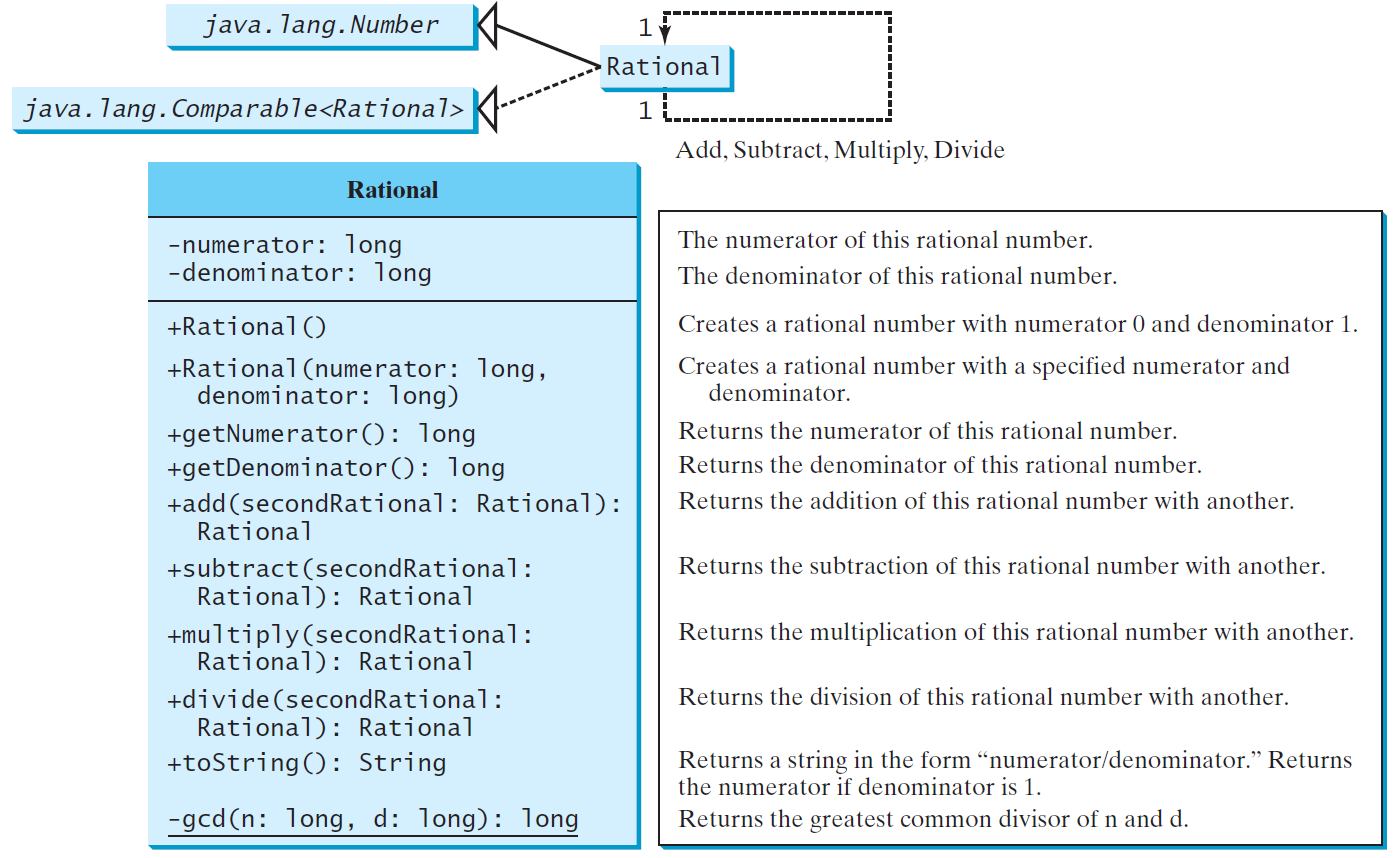 java.lang.Number
1
Rational
java.lang.Comparable<Rational>
1
Add, Subtract, Multiply, Divide
Rational
-numerator: long
-denominator: long
+Rational()
+Rational(numerator: long,
denominator: long)
+getNumerator(): long
+getDenominator(): long
+add(secondRational: Rational):
Rational
+subtract(secondRational:
Rational): Rational
+multiply(secondRational:
Rational): Rational
+divide(secondRational:
Rational): Rational
+toString(): String
-gcd(n: long, d: long): long
The numerator of this rational number.
The denominator of this rational number.
Creates a rational number with numerator 0 and denominator 1.
Creates a rational number with a specified numerator and
denominator.
Returns the numerator of this rational number.
Returns the denominator of this rational number.
Returns the addition of this rational number with another.
Returns the subtraction of this rational number with another.
Returns the multiplication of this rational number with another.
Returns the division of this rational number with another.
Returns a string in the form “numerator/denominator.” Returns
the numerator if denominator is 1.
Returns the greatest common divisor of n and d.